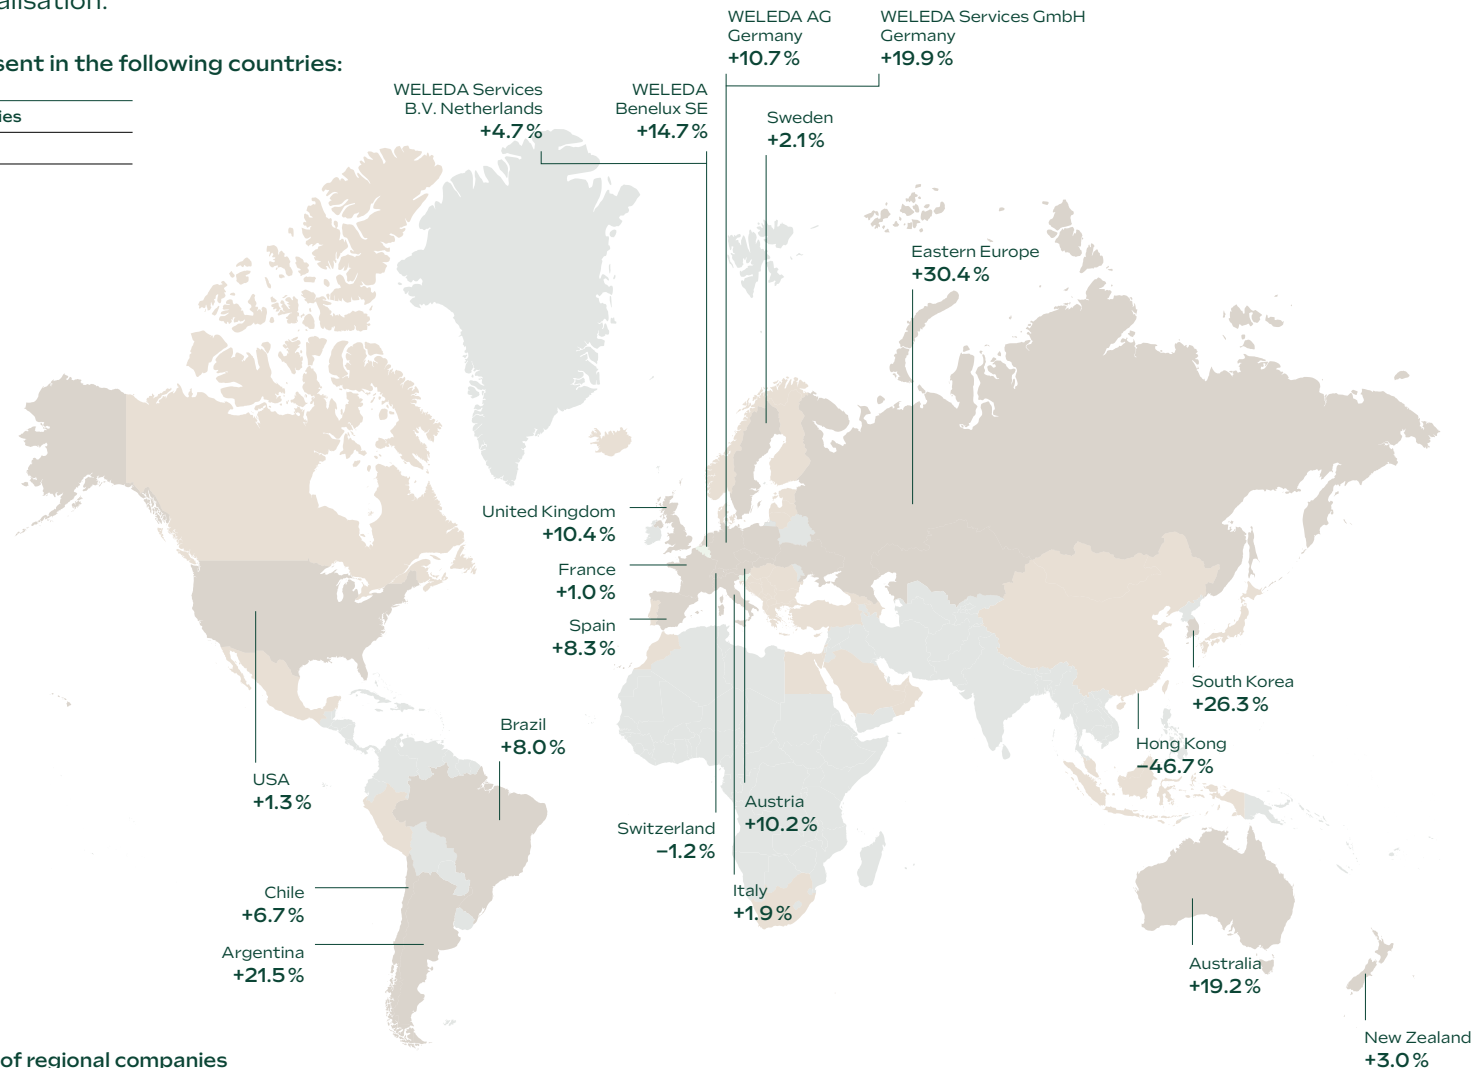 alisation.
sent in the following countries:
ies
WELEDA AG
Germany
+10.7%
WELEDA Services GmbH
Germany
+19.9%
WELEDA Services
B.V. Netherlands
+4.7%
WELEDA
Benelux SE
+14.7%
Sweden
+2.1%
Eastern Europe
+30.4%
United Kingdom
+10.4%
France
+1.0%
Spain
+8.3%
South Korea
+26.3%
Hong Kong
−46.7%
Brazil
+8.0%
USA
+1.3%
Austria
+10.2%
Switzerland
−1.2%
Italy
+1.9%
Chile
+6.7%
Argentina
+21.5%
Australia
+19.2%
New Zealand
+3.0%
of regional companies